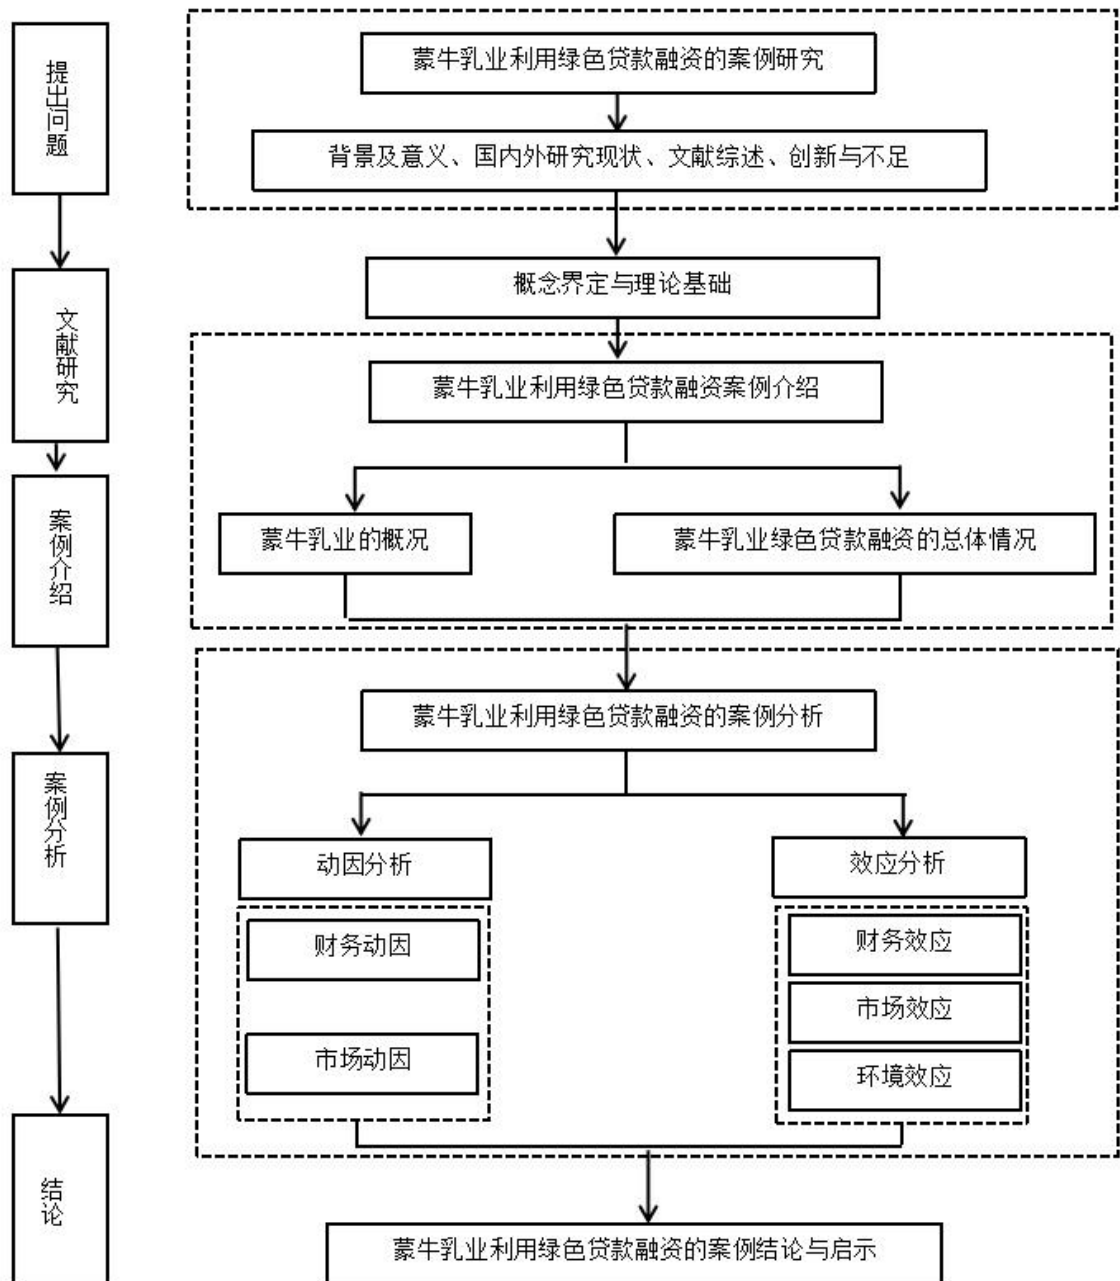 提出问题
蒙牛乳业利用绿色贷款融资的案例研究
背景及意义、国内外研究现状、文献综述、创新与不足
文献研究
概念界定与理论基础
蒙牛乳业利用绿色贷款融资案例介绍
案例介绍
蒙牛乳业的概况
蒙牛乳业绿色贷款融资的总体情况
蒙牛乳业利用绿色贷款融资的案例分析
案例分析
动因分析
效应分析
财务动因
财务效应
市场效应
市场动因
环境效应
结论
蒙牛乳业利用绿色贷款融资的案例结论与启示